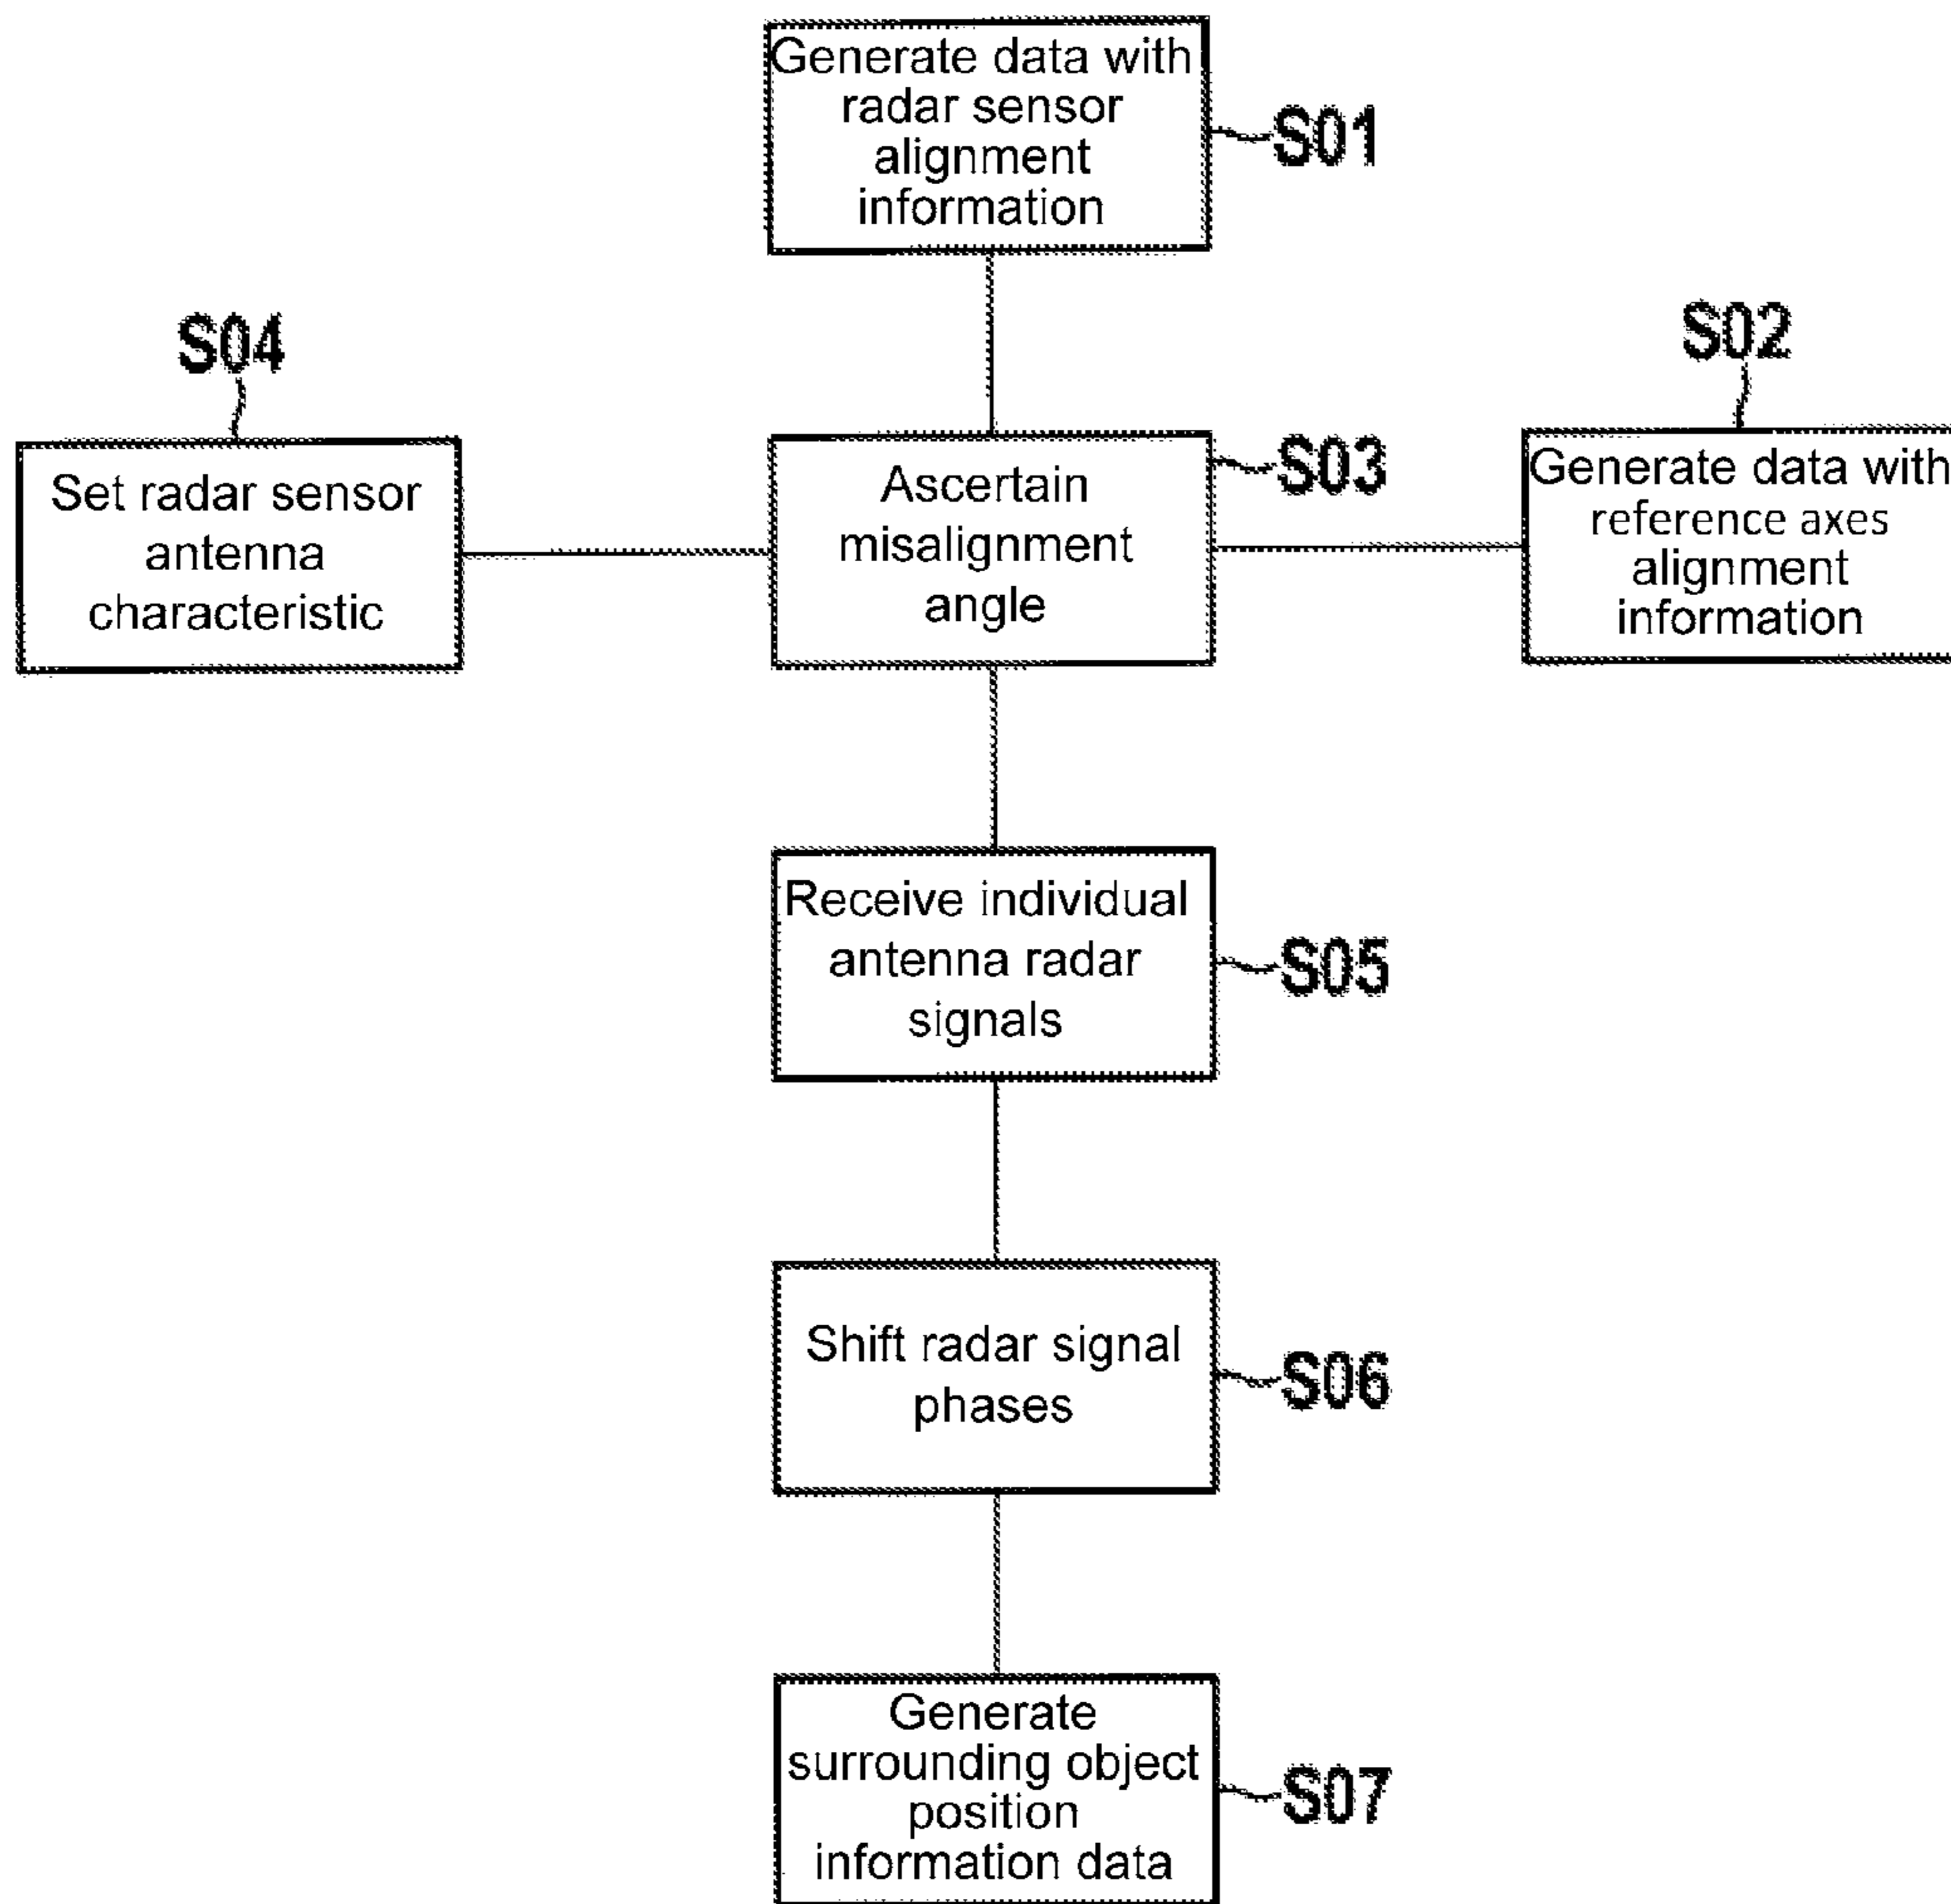 Generate data with
radar sensor
alignment
information
S01
S04
S02
Set radar sensor
antenna
characteristic
Ascertain
misalignment
angle
S03
Generate data with
reference axes
alignment
information
Receive individual
antenna radar
signals
S05
Shift radar signal
phases
S06
Generate
surrounding object
position
information data
S07